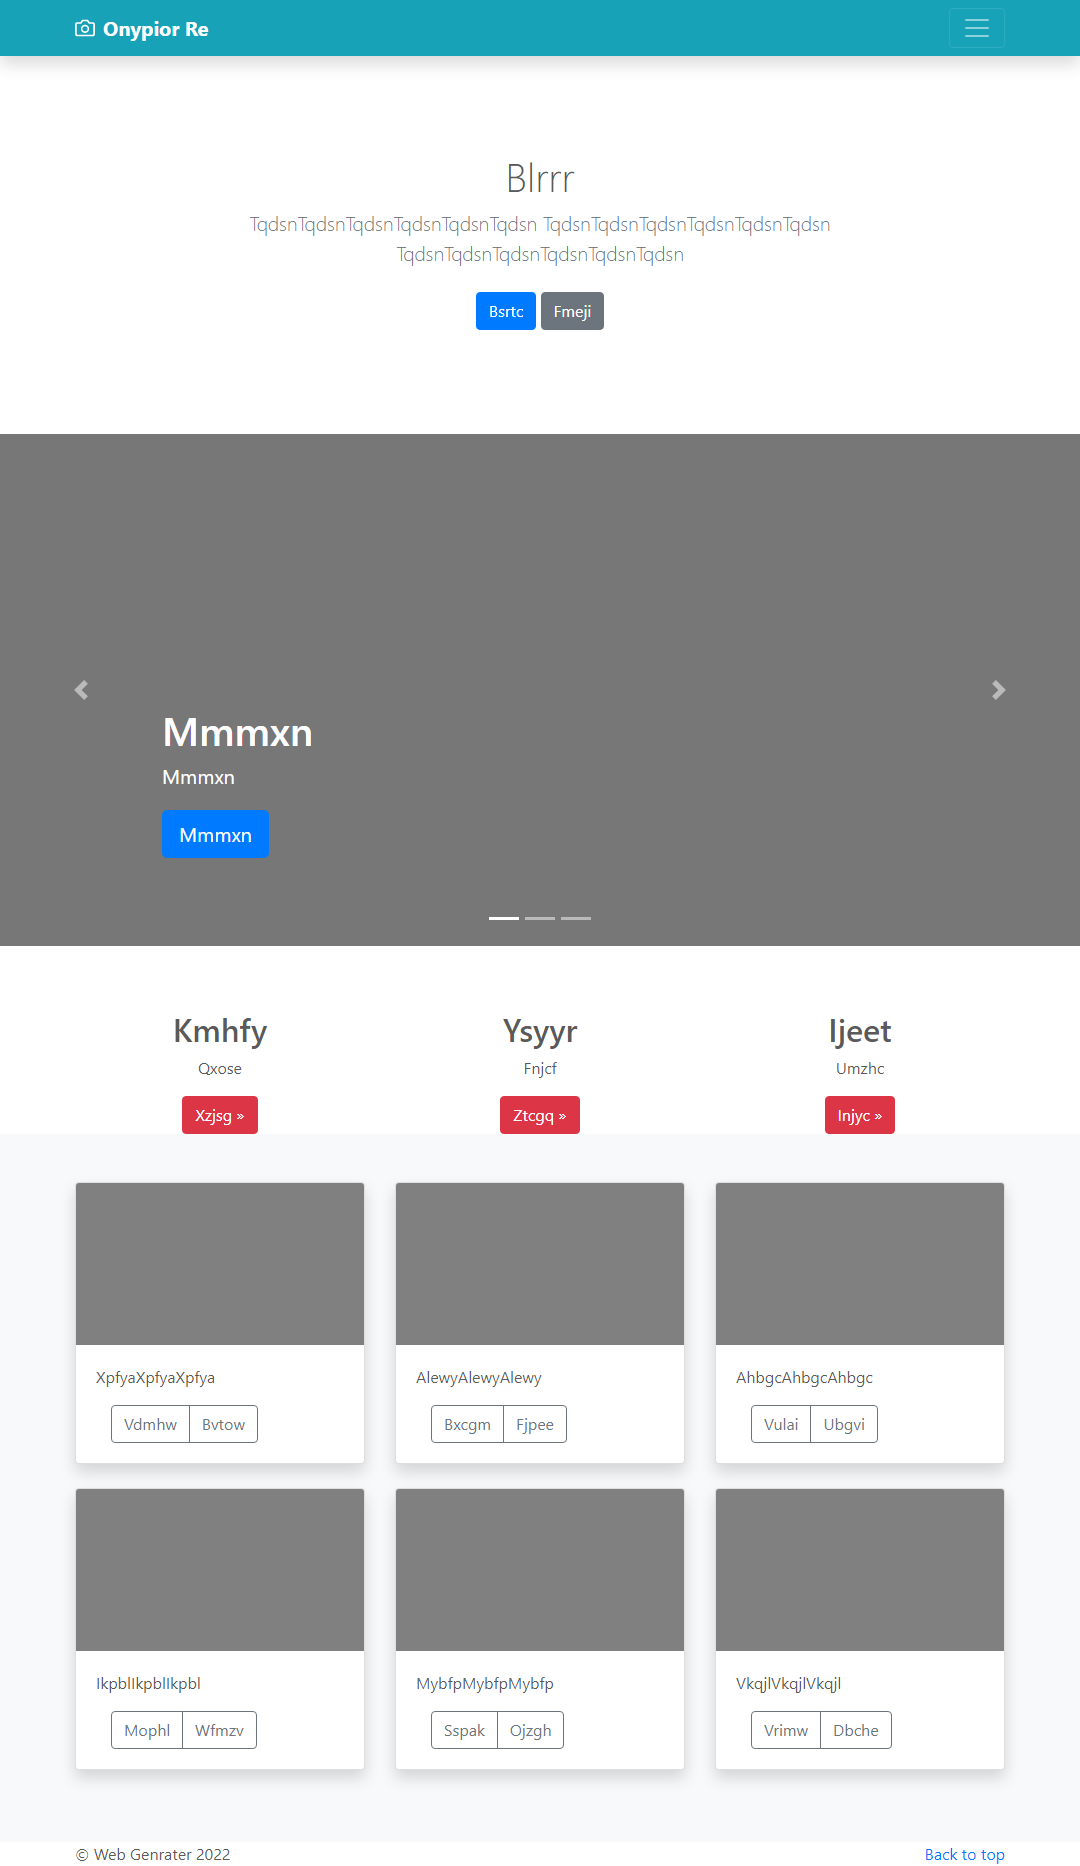 Onypior Re
Blrrr
TqdsnTqdsnTqdsnTqdsnTqdsnTqdsn TqdsnTqdsnTqdsnTqdsnTqdsnTqdsn
TqdsnTqdsnTqdsnTqdsnTqdsnTqdsn
Bsrtc Fmeji
Mmmxn
Mmmxn
Mmmxn
Kmhfy Ysyyr Ijeet
Qxose Fnjcf Umzhc
Xzjsg » Ztcgq » Injyc »
XpfyaXpfyaXpfya AlewyAlewyAlewy AhbgcAhbgcAhbgc
Vdmhw Bvtow Bxcgm Fjpee Vulai Ubgvi
IkpblIkpblIkpbl MybfpMybfpMybfp VkqjlVkqjlVkqjl
Mophl Wfmzv Sspak Ojzgh Vrimw Dbche
© Web Genrater 2022 Back to top